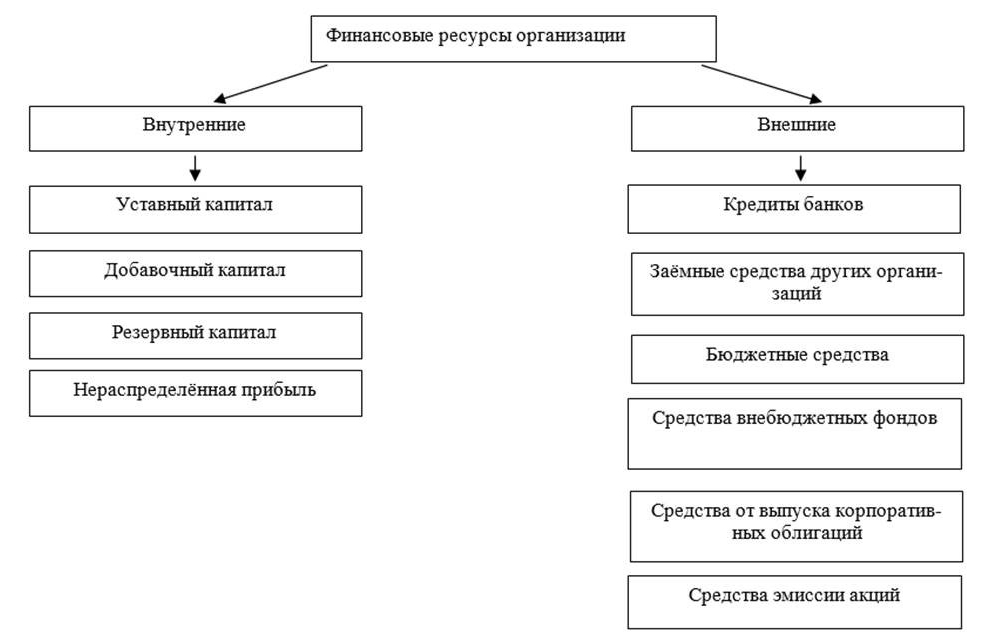 Финансовые ресурсы организации
Внутренние
Внешние
Уставный капитал
Кредиты банков
Добавочный капитал
Заёмные средства других органи-
заций
Резервный капитал
Бюджетные средства
Нераспределённая прибыль
Средства внебюджетных фондов
Средства от выпуска корпоратив-
ных облигаций
Средства эмиссии акций